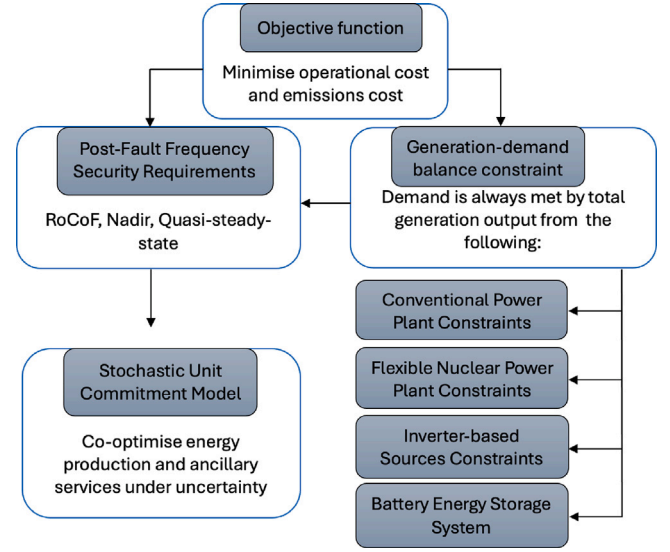 Objective function
Minimise operational cost
and emissions cost
Post-Fault Frequency
Security Requirements
RoCoF, Nadir, Quasi-steady-
state
Generation-demand
balance constraint
Demand is always met by total
generation output from the
following:
Conventional Power
Plant Constraints
Flexible Nuclear Power
Plant Constraints
Inverter-based
Sources Constraints
Battery Energy Storage
System
Stochastic Unit
Commitment Model
Co-optimise energy
production and ancillary
services under uncertainty